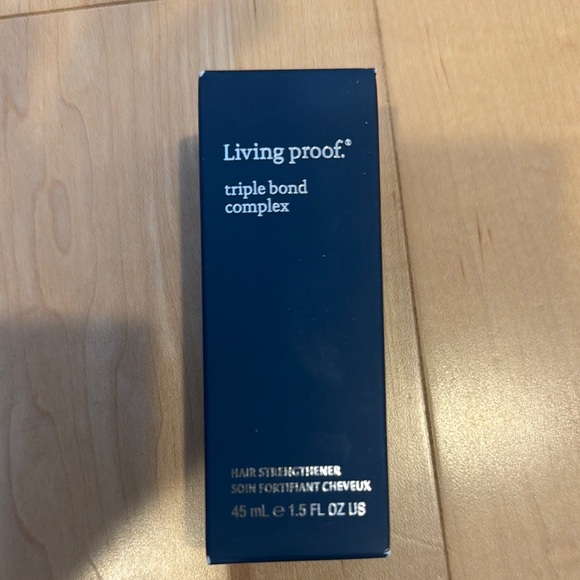 Living proof.®
triple bond
complex
HAIR STRENGTHENER
SOIN FORTIFIANT CHEVEUX
45 mL e 1.5 FL OZ US